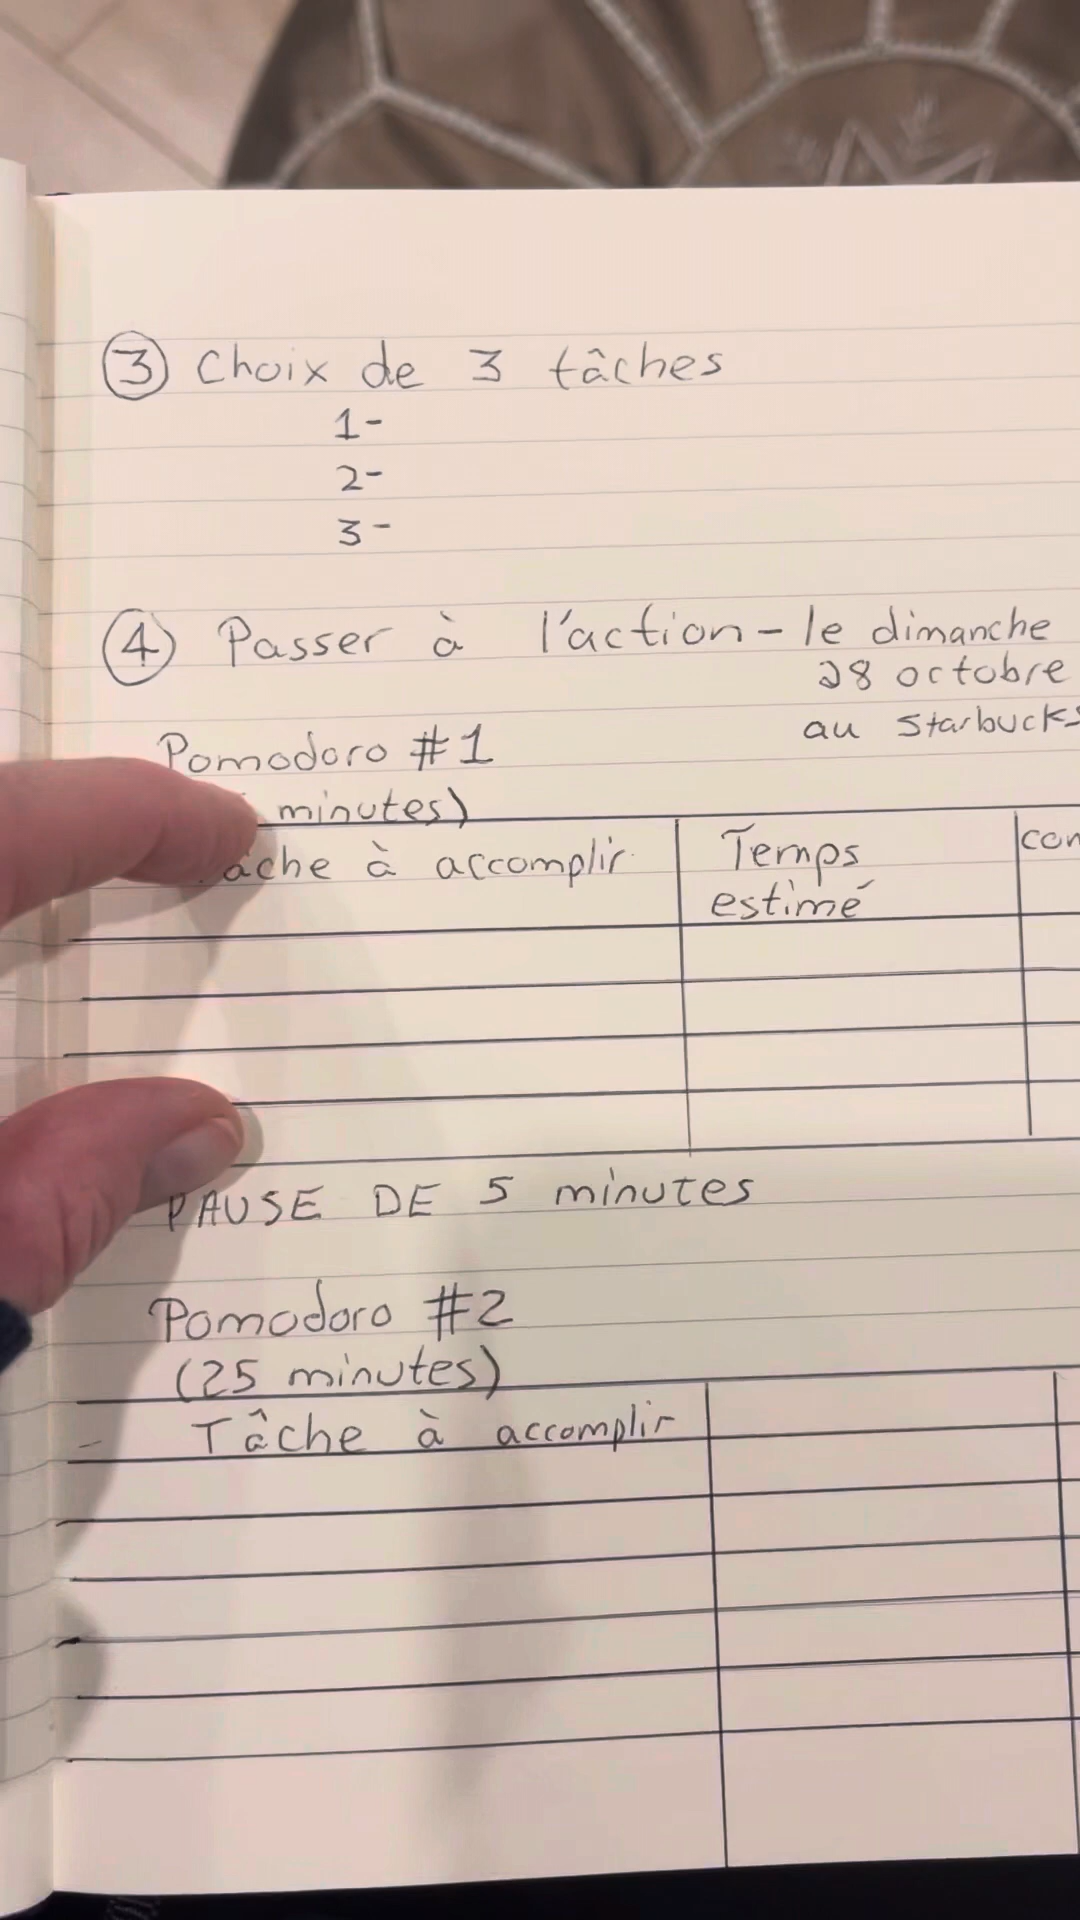 ③ Choix de 3 tâches
1-
2-
3-
④ Passer à l'action - le dimanche
28 octobre
au Starbucks
Pomodoro #1
minutes)
à accomplir
Temps
estimé
PAUSE DE 5 minutes
Pomodoro #2
(25 minutes)
- Tâche à accomplir